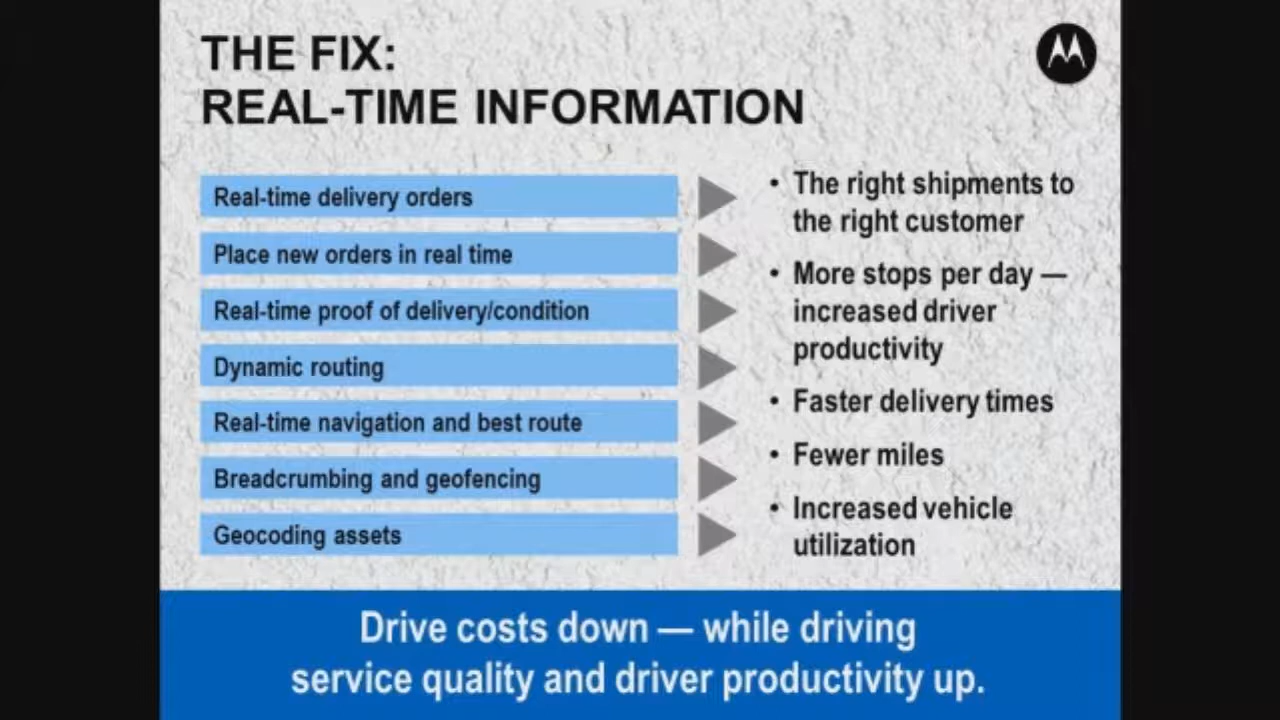 THE FIX:
REAL-TIME INFORMATION
Real-time delivery orders
Place new orders in real time
Real-time proof of delivery/condition
Dynamic routing
Real-time navigation and best route
Breadcrumbing and geofencing
Geocoding assets
• The right shipments to
the right customer
• More stops per day —
increased driver
productivity
• Faster delivery times
• Fewer miles
• Increased vehicle
utilization
Drive costs down — while driving
service quality and driver productivity up.